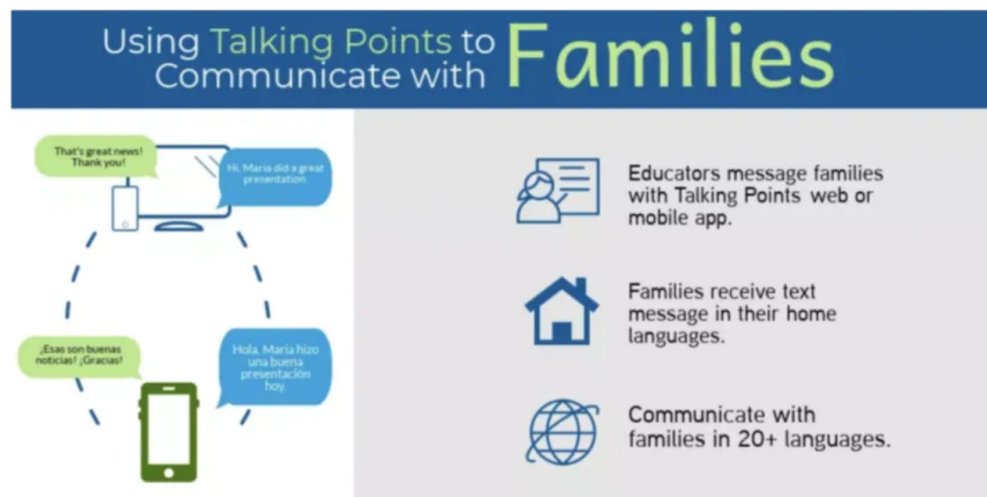 Using Talking Points to
Communicate with
Families
That's great news!
Thank you!
Hi, Maria did a great
presentation
¡Esas son buenas
noticias! ¡Gracias!
Hola, Maria hizo
una buena
presentación
hoy.
Educators message families
with Talking Points web or
mobile app.
Families receive text
message in their home
languages.
Communicate with
families in 20+ languages.